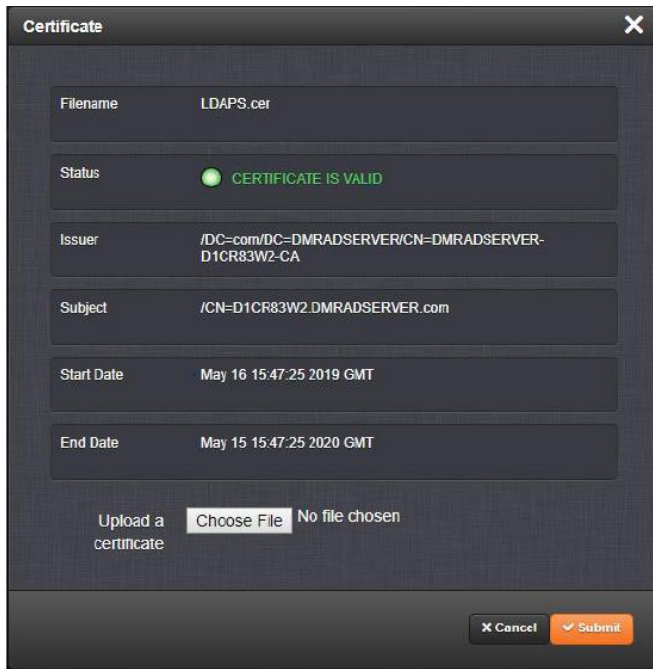 Certificate
Filename LDAPS.cer
Status CERTIFICATE IS VALID
Issuer /DC=com/DC=DMRADSERVER/CN=DMRADSERVER-
D1CR83W2-CA
Subject /CN=D1CR83W2.DMRADSERVER.com
Start Date May 16 15:47:25 2019 GMT
End Date May 15 15:47:25 2020 GMT
Upload a Choose File No file chosen
certificate
Cancel Submit